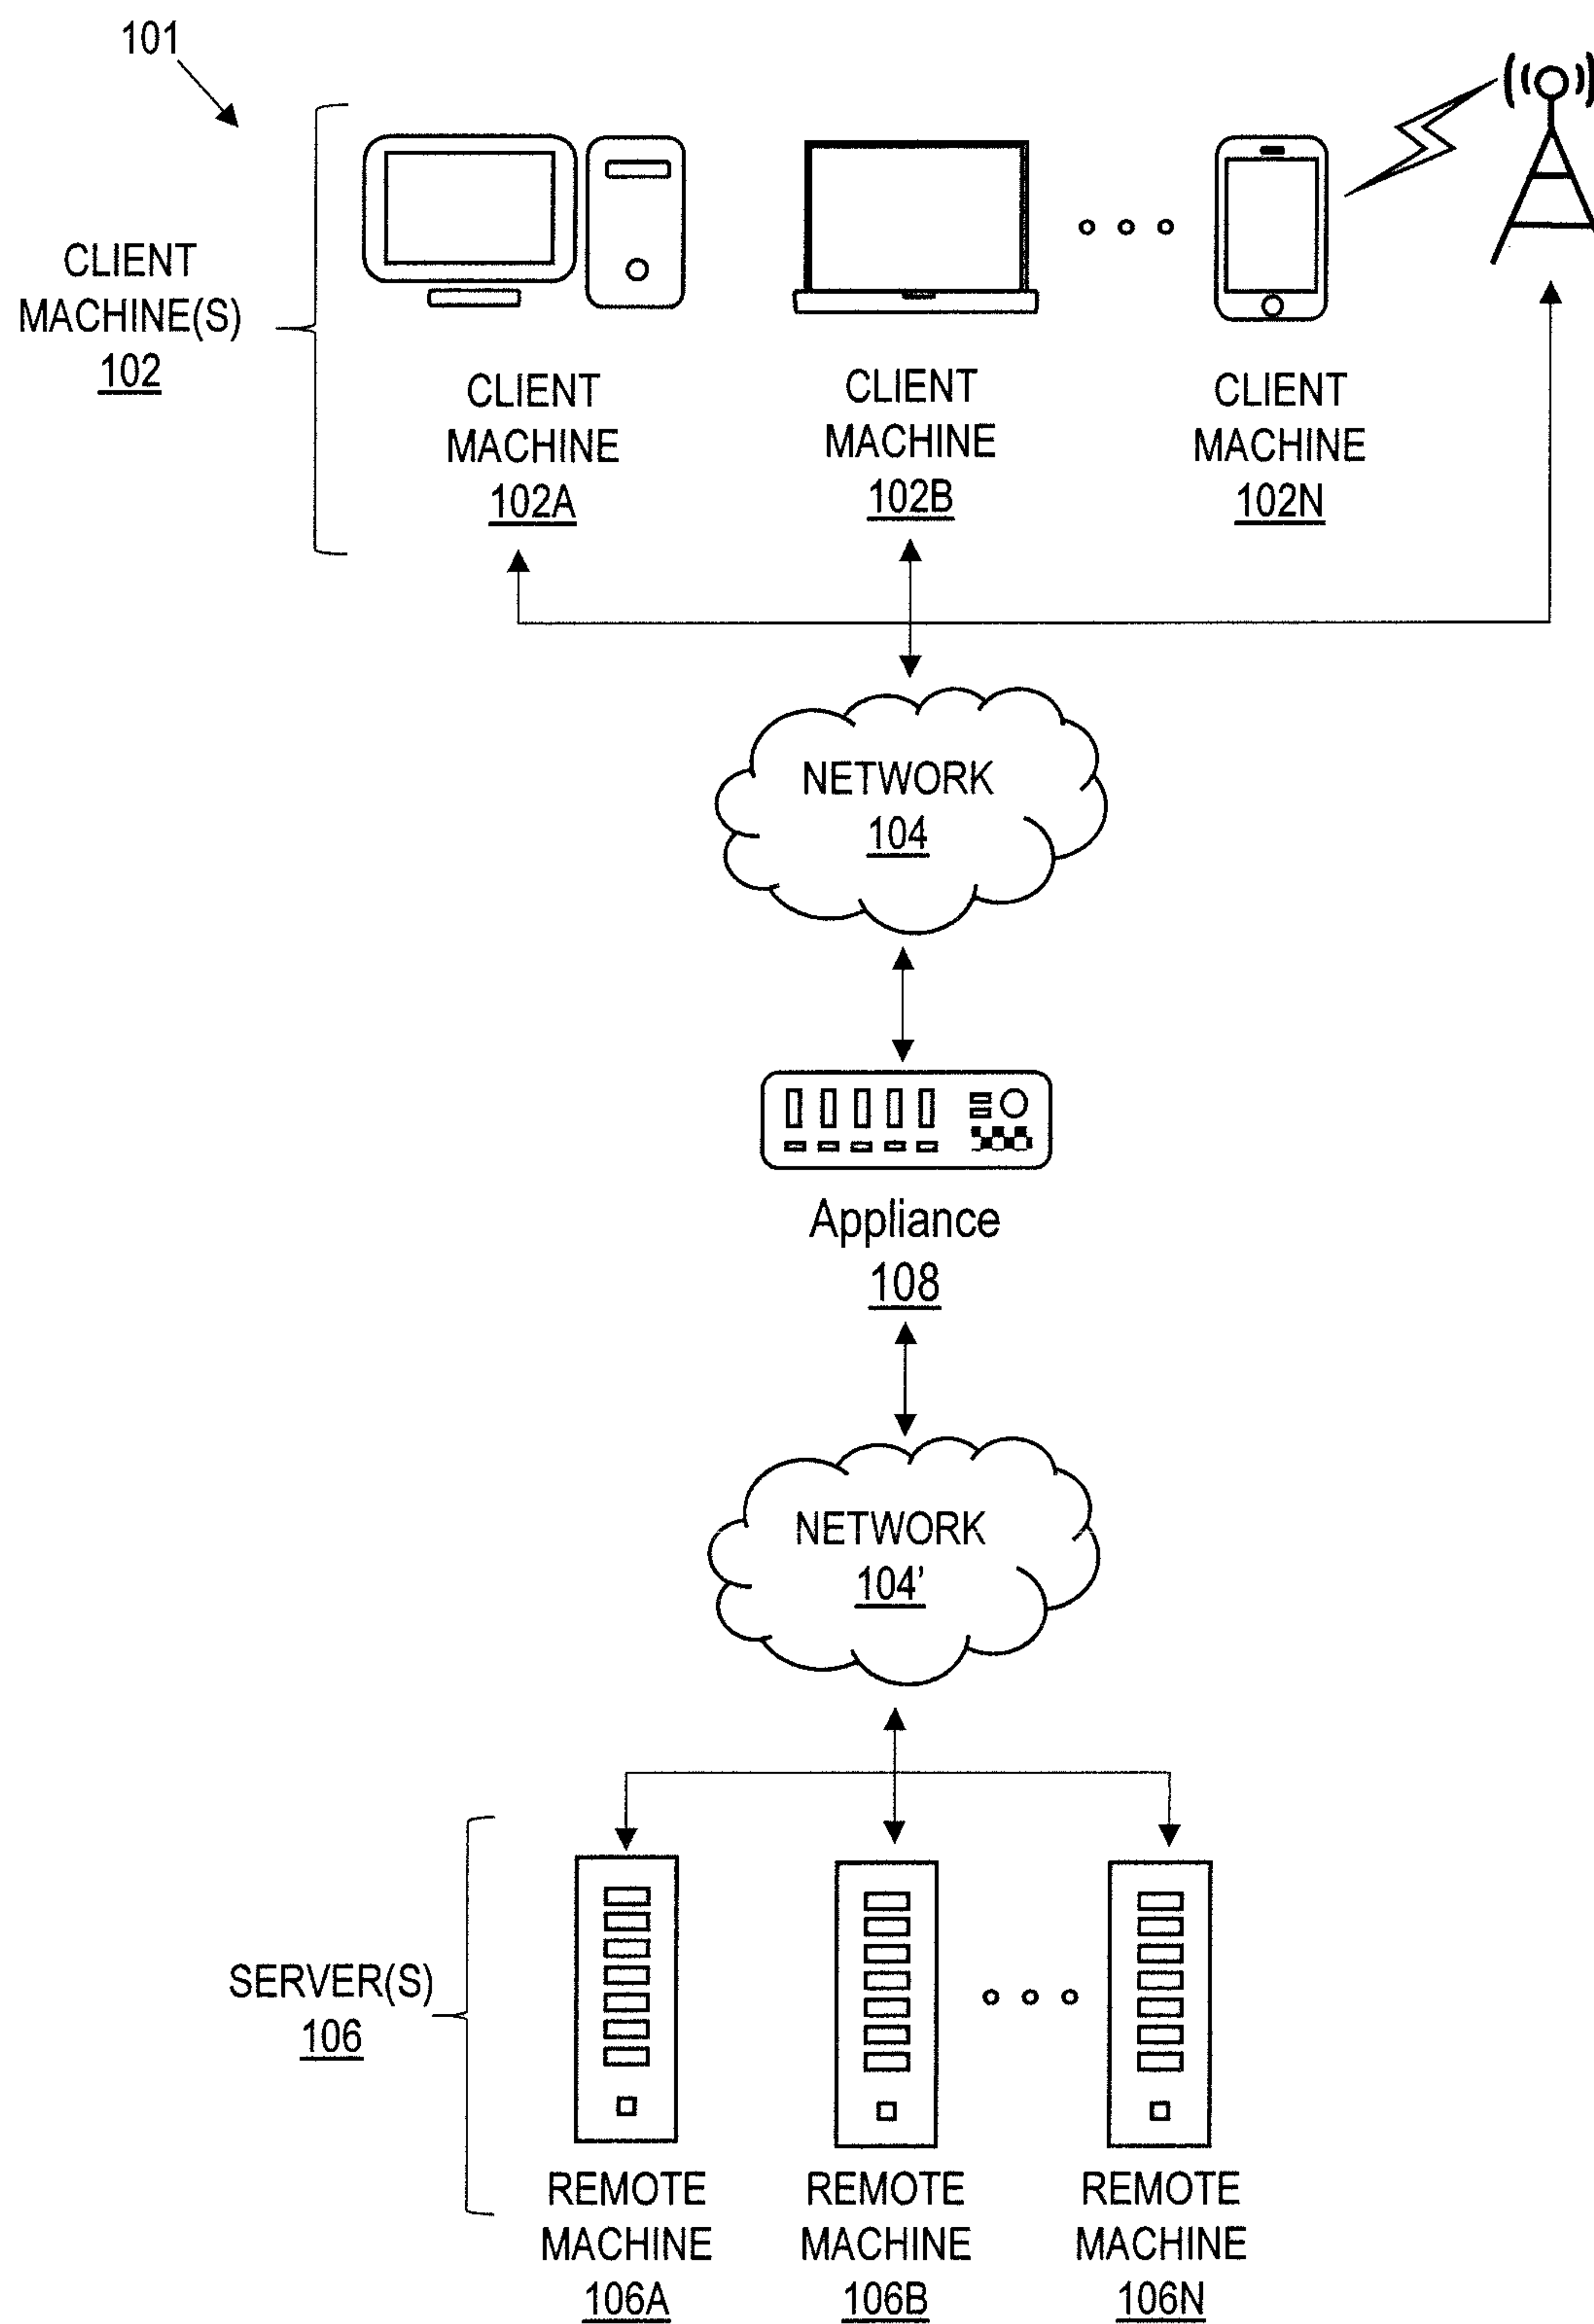 101
CLIENT
MACHINE(S)
102
CLIENT
MACHINE
102A
CLIENT
MACHINE
102B
CLIENT
MACHINE
102N
NETWORK
104
Appliance
108
NETWORK
104'
SERVER(S)
106
REMOTE
MACHINE
106A
REMOTE
MACHINE
106B
REMOTE
MACHINE
106N